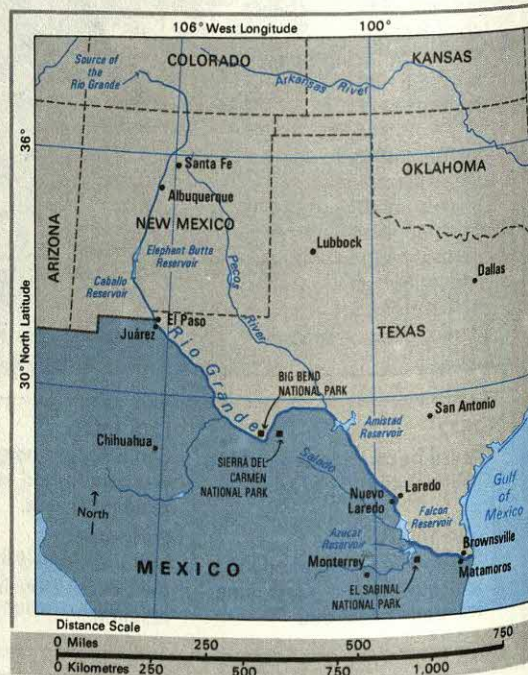 106° West Longitude
100°
Source of
the
Rio Grande
COLORADO
KANSAS
Arkansas River
36°
Santa Fe
OKLAHOMA
Albuquerque
NEW MEXICO
ARIZONA
Elephant Butte
Reservoir
Lubbock
Pecos
River
Dallas
Caballo
Reservoir
El Paso
Juárez
Rio Grande
TEXAS
30° North Latitude
BIG BEND
NATIONAL PARK
San Antonio
Amistad
Reservoir
Chihuahua
SIERRA DEL
CARMEN
NATIONAL PARK
Salado
Laredo
Nuevo
Laredo
Gulf
of
Mexico
Falcon
Reservoir
North
Azucar
Reservoir
Brownsville
MEXICO
Monterrey
Matamoros
EL SABINAL
NATIONAL PARK
Distance Scale
0 Miles 250 500 750
0 Kilometres 250 500 750 1,000